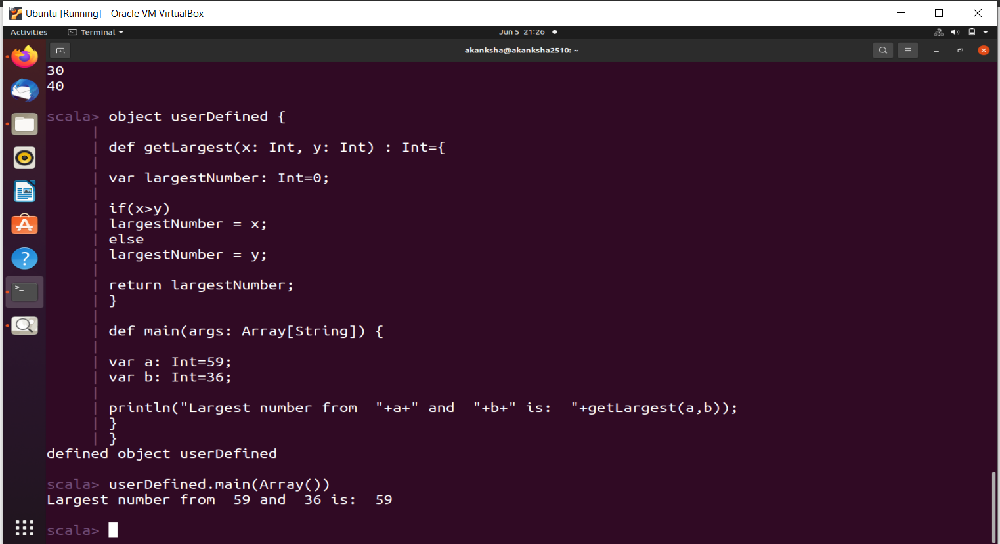 Ubuntu [Running] - Oracle VM VirtualBox
Activities Terminal Jun 5 21:26
akanksha@akanksha2510: ~
30
40
scala> object userDefined {
|
| def getLargest(x: Int, y: Int) : Int={
|
| var largestNumber: Int=0;
|
| if(x>y)
| largestNumber = x;
| else
| largestNumber = y;
|
| return largestNumber;
| }
|
| def main(args: Array[String]) {
|
| var a: Int=59;
| var b: Int=36;
|
| println("Largest number from  "+a+" and  "+b+" is:  "+getLargest(a,b));
| }
| }
defined object userDefined
scala> userDefined.main(Array())
Largest number from  59 and  36 is:  59
scala>